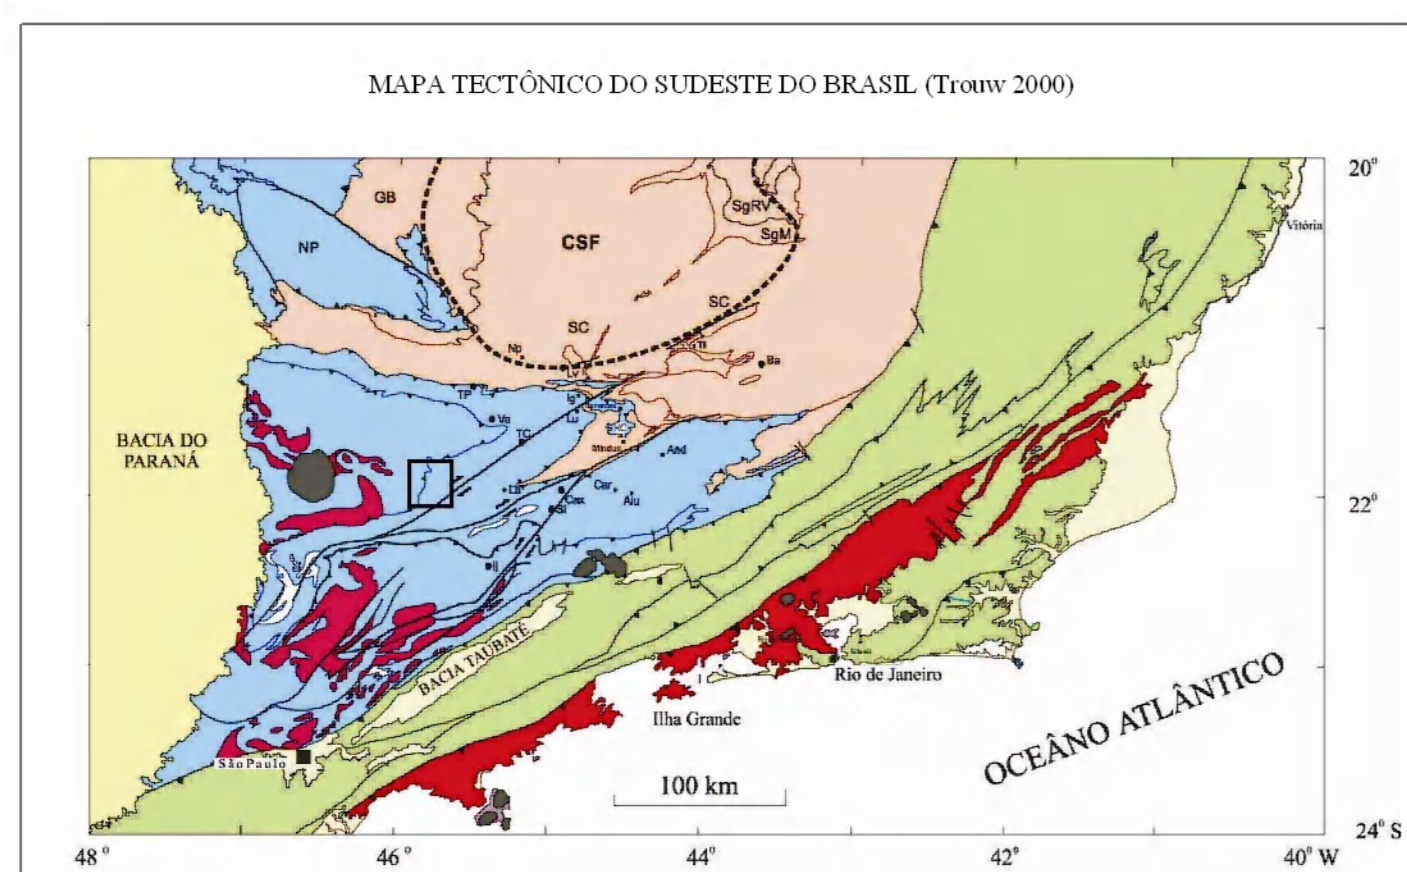 MAPA TECTÔNICO DO SUDESTE DO BRASIL (Trouw 2000)
20°
GB
SgRV
Vitória
NP
CSF
SgM
SC
SC
Np
Ba
TP
Ig
Va
Lu
TC
BACIA DO
PARANÁ
And
Car
Cax
Alu
22°
BACIA TAUBATÉ
Rio de Janeiro
Ilha Grande
OCEÂNO ATLÂNTICO
São Paulo
100 km
24° S
48°
46°
44°
42°
40° W